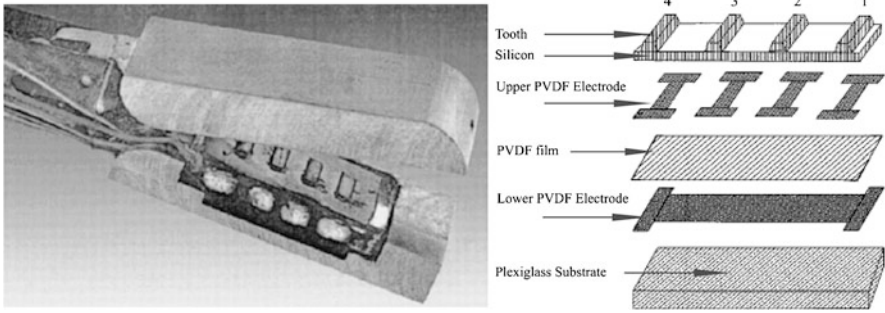 4 3 2 1
Tooth
Silicon
Upper PVDF Electrode
PVDF film
Lower PVDF Electrode
Plexiglass Substrate